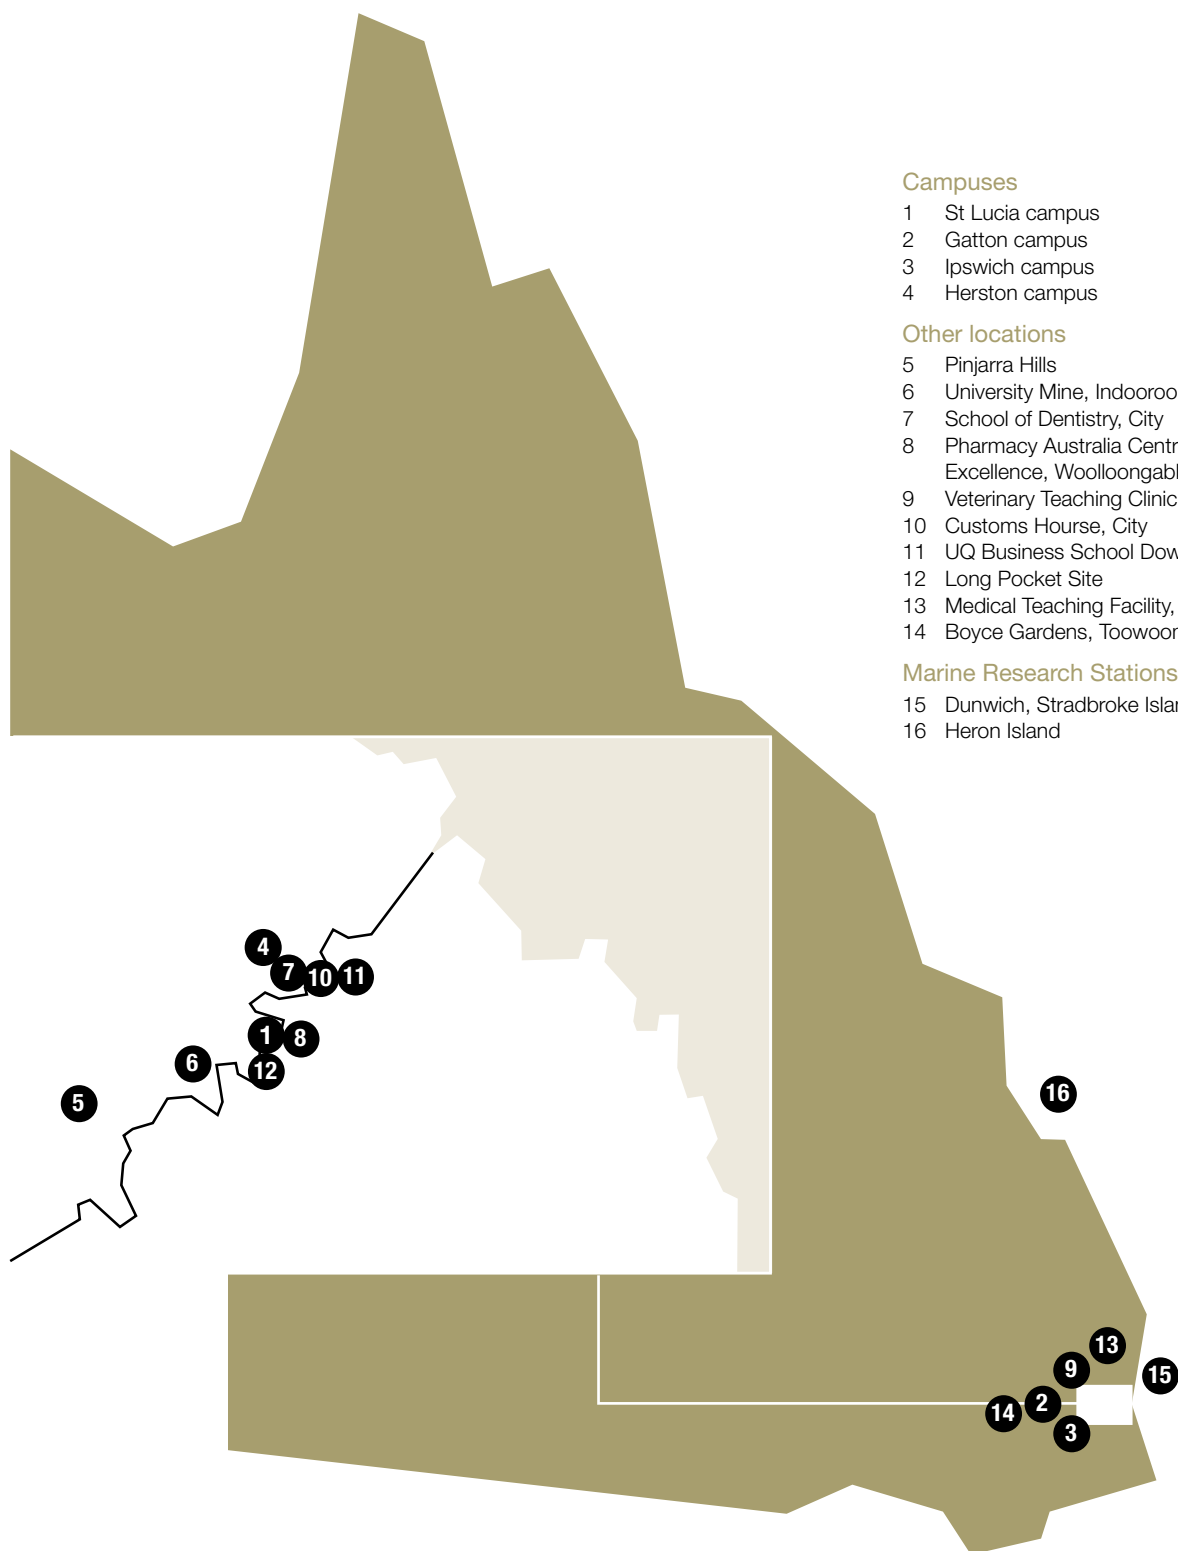 Campuses
1 St Lucia campus
2 Gatton campus
3 Ipswich campus
4 Herston campus
Other locations
5 Pinjarra Hills
6 University Mine, Indooroo
7 School of Dentistry, City
8 Pharmacy Australia Centr
Excellence, Woolloongabl
9 Veterinary Teaching Clinic
10 Customs Hourse, City
11 UQ Business School Dow
12 Long Pocket Site
13 Medical Teaching Facility,
14 Boyce Gardens, Toowoon
Marine Research Stations
15 Dunwich, Stradbroke Islan
16 Heron Island
4
7
10
11
1
8
6
12
5
16
13
9
15
2
14
3